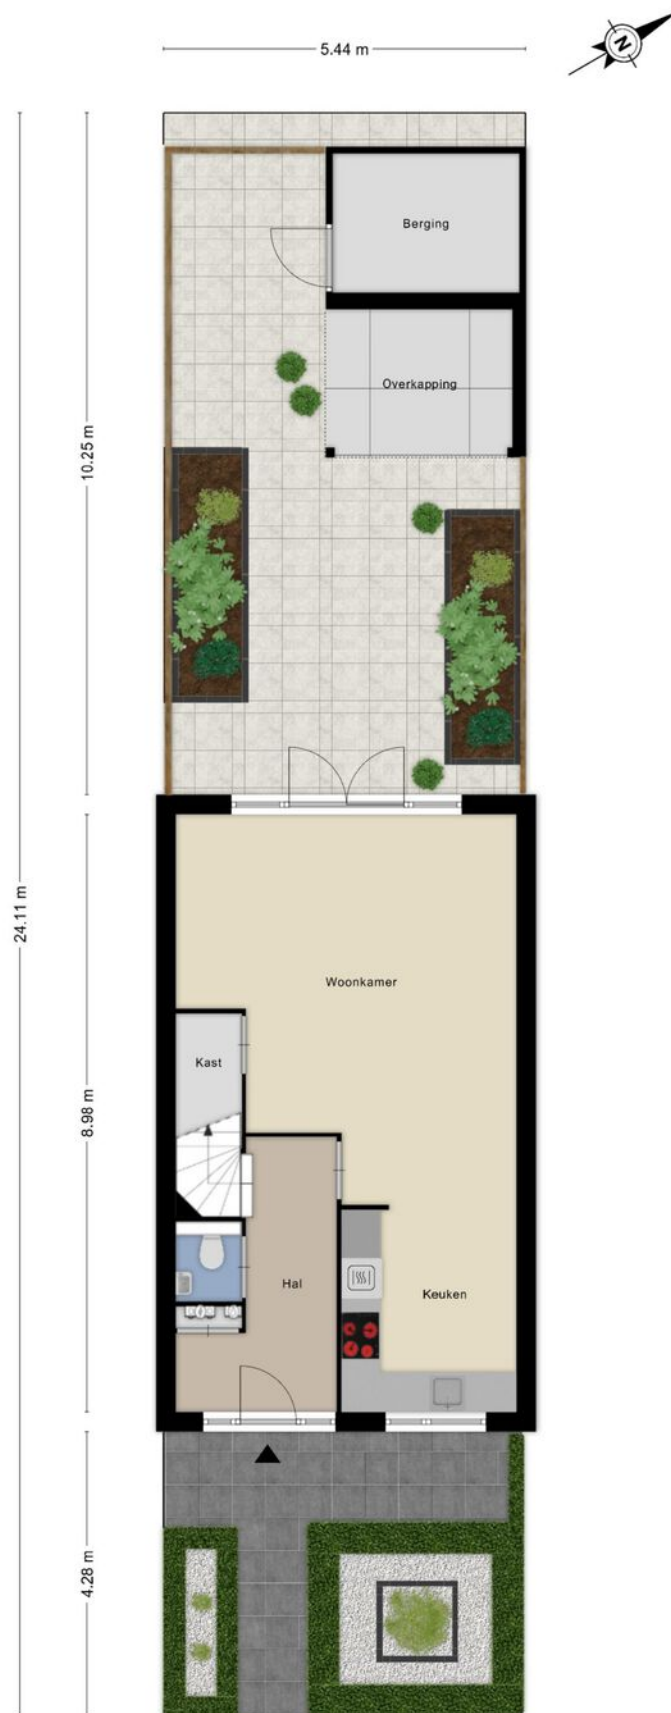 5.44 m
N
Berging
Overkapping
10.25 m
24.11 m
Woonkamer
Kast
8.98 m
Hal
Keuken
4.28 m